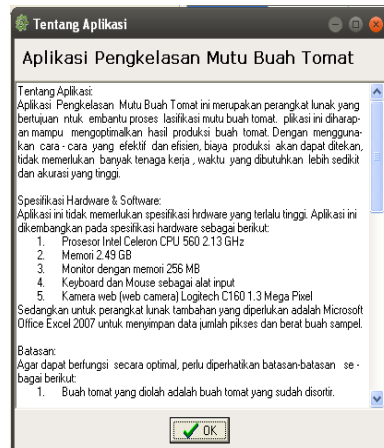 Tentang Aplikasi
Aplikasi Pengkelasan Mutu Buah Tomat
Tentang Aplikasi:
Aplikasi Pengkelasan Mutu Buah Tomat ini merupakan perangkat lunak yang
bertujuan ntuk embantu proses lasifikasi mutu buah tomat. plikasi ini diharap-
an mampu mengoptimalkan hasil produksi buah tomat. Dengan mengguna-
kan cara - cara yang efektif dan efisien, biaya produksi akan dapat ditekan,
tidak memerlukan banyak tenaga kerja , waktu yang dibutuhkan lebih sedikit
dan akurasi yang tinggi.
Spesifikasi Hardware & Software:
Aplikasi ini tidak memerlukan spesifikasi hrdware yang terlalu tinggi. Aplikasi ini
dikembangkan pada spesifikasi hardware sebagai berikut:
1. Prosesor Intel Celeron CPU 560 2.13 GHz
2. Memori 2.49 GB
3. Monitor dengan memori 256 MB
4. Keyboard dan Mouse sebagai alat input
5. Kamera web (web camera) Logitech C160 1.3 Mega Pixel
Sedangkan untuk perangkat lunak tambahan yang diperlukan adalah Microsoft
Office Excel 2007 untuk menyimpan data jumlah pikses dan berat buah sampel.
Batasan:
Agar dapat berfungsi secara optimal, perlu diperhatikan batasan-batasan se -
bagai berikut:
1. Buah tomat yang diolah adalah buah tomat yang sudah disortir.
OK